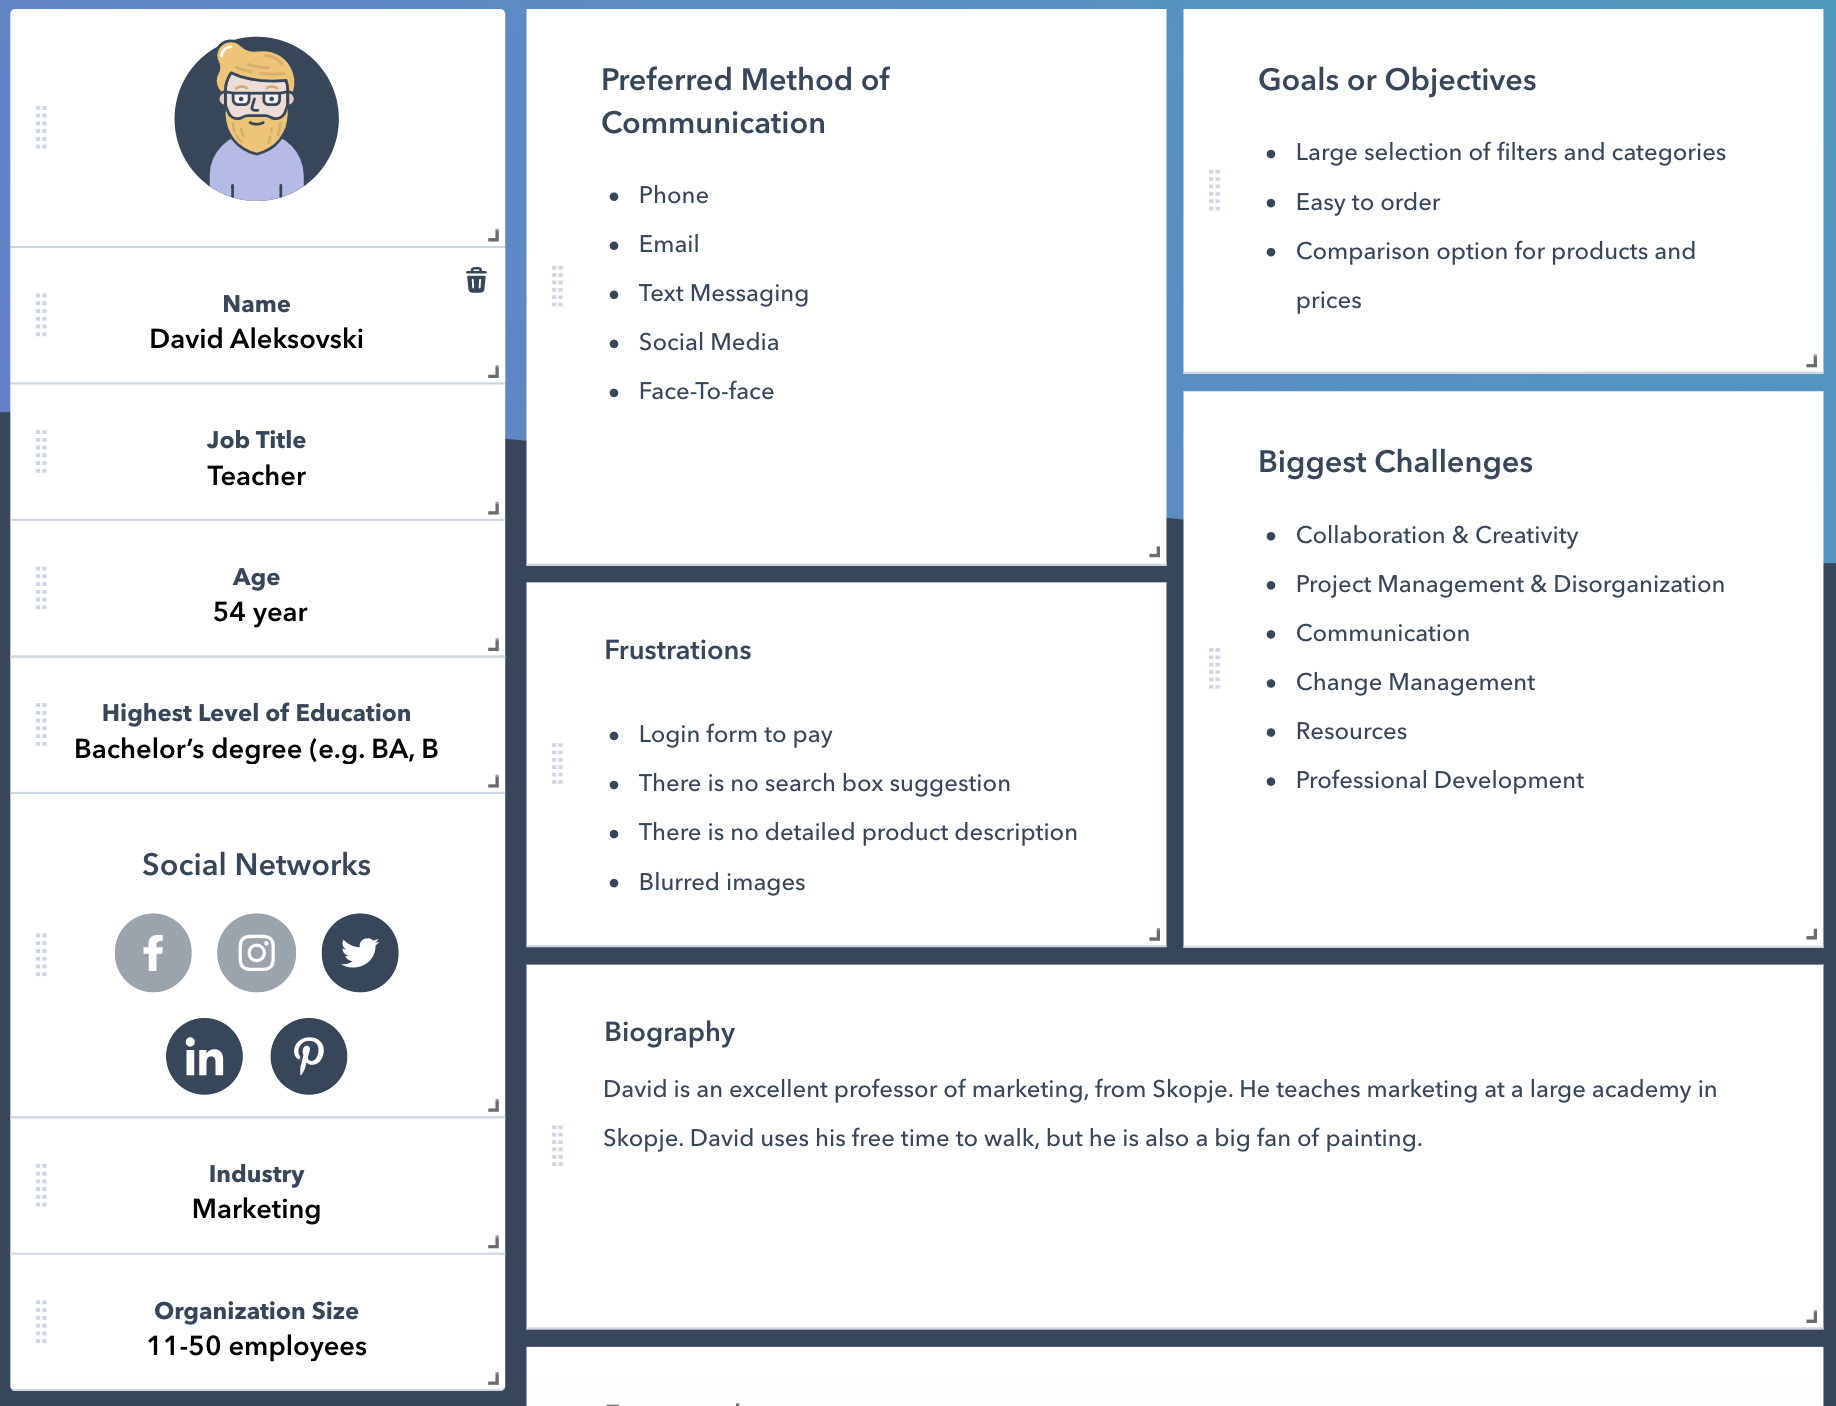 Name
David Aleksovski
Job Title
Teacher
Age
54 year
Highest Level of Education
Bachelor’s degree (e.g. BA, B
Social Networks
Industry
Marketing
Organization Size
11-50 employees
Preferred Method of
Communication
Phone
Email
Text Messaging
Social Media
Face-To-face
Frustrations
Login form to pay
There is no search box suggestion
There is no detailed product description
Blurred images
Goals or Objectives
Large selection of filters and categories
Easy to order
Comparison option for products and
prices
Biggest Challenges
Collaboration & Creativity
Project Management & Disorganization
Communication
Change Management
Resources
Professional Development
Biography
David is an excellent professor of marketing, from Skopje. He teaches marketing at a large academy in
Skopje. David uses his free time to walk, but he is also a big fan of painting.